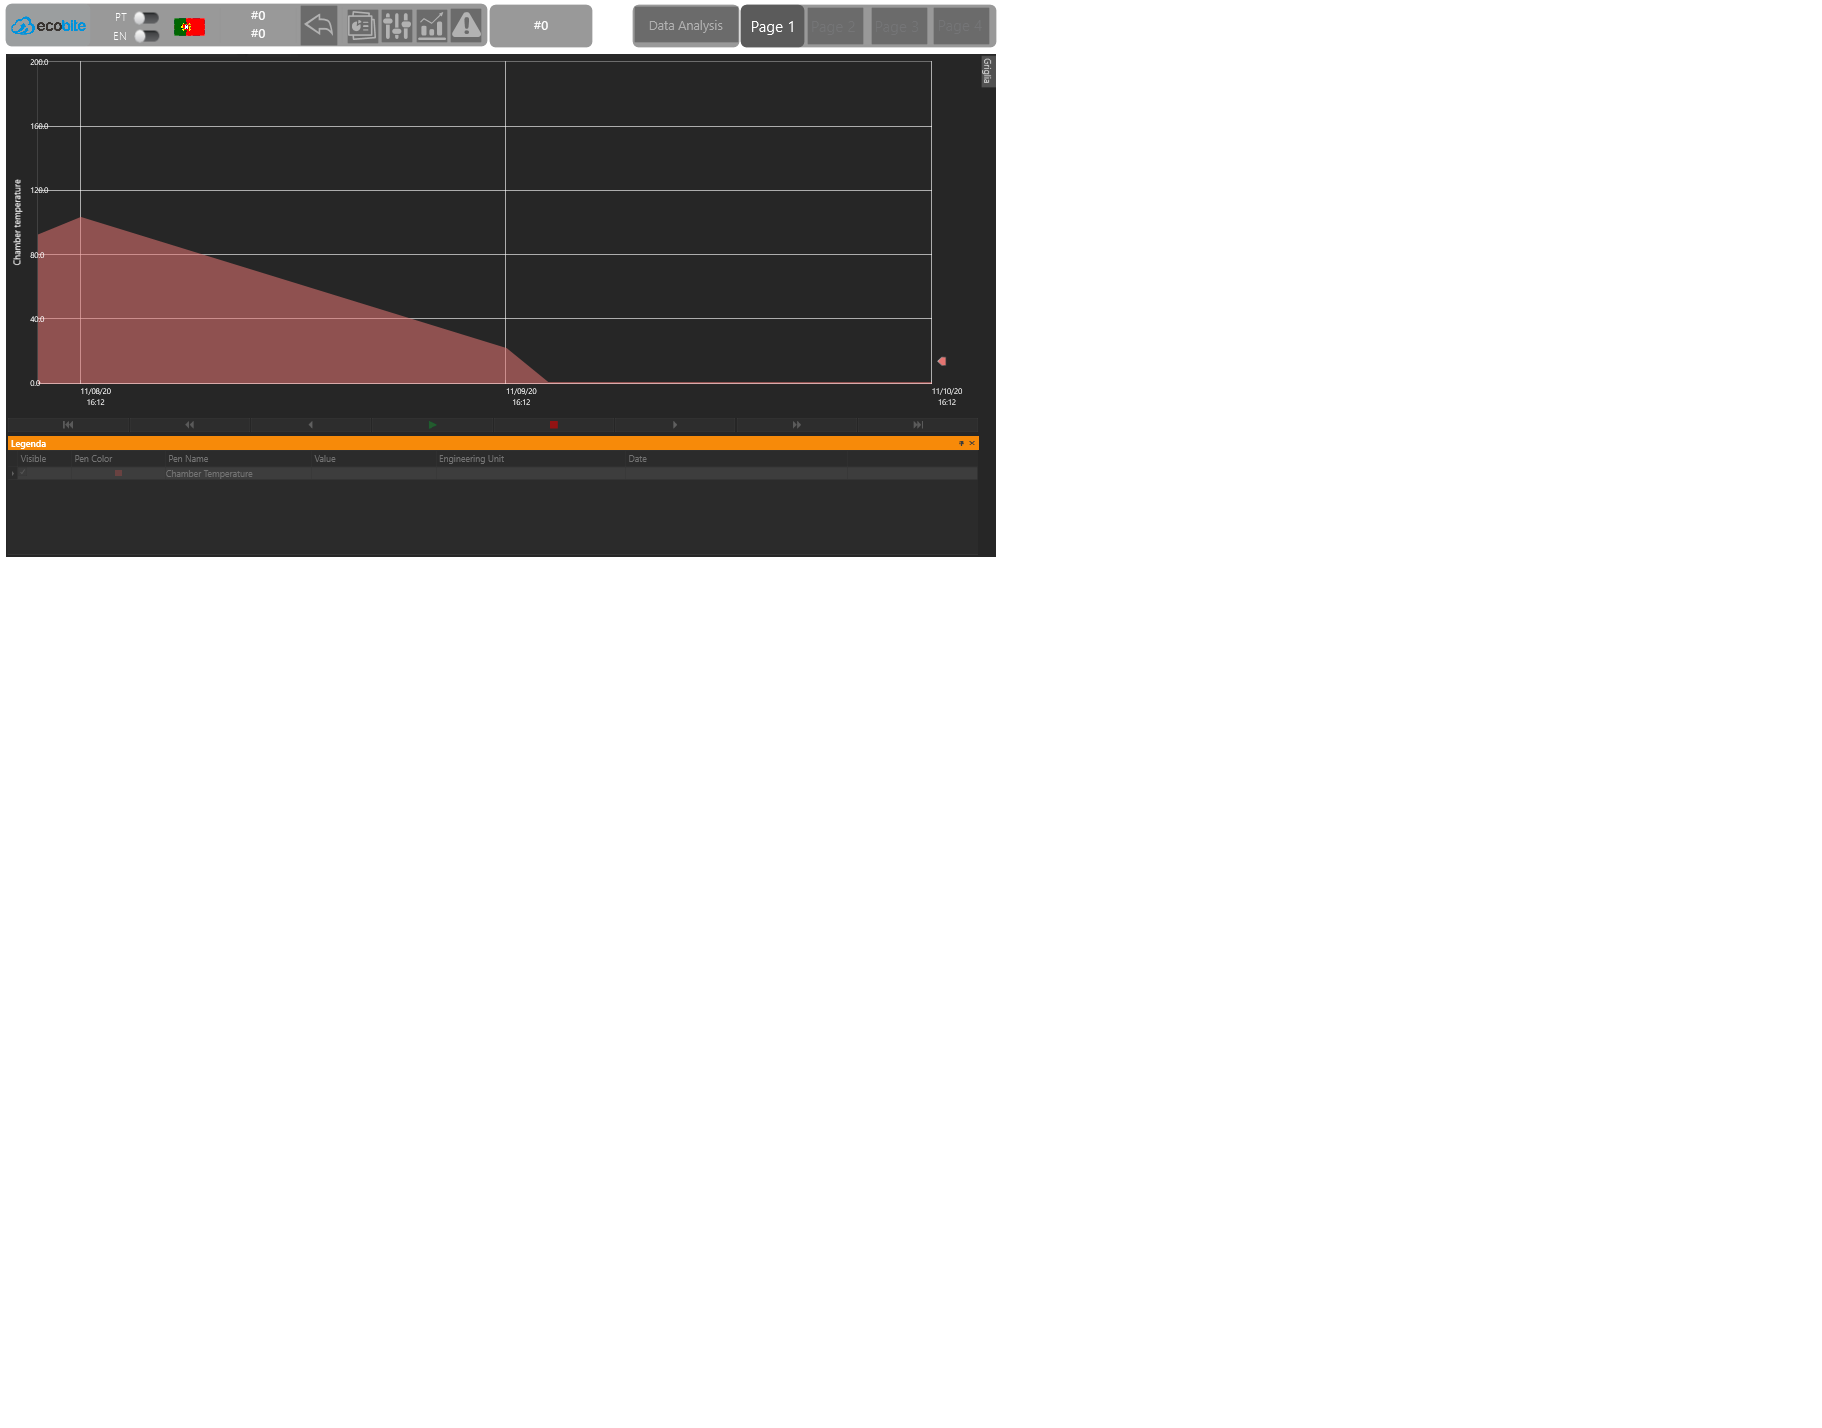 ecobite
PT
EN
#0
#0
#0
Data Analysis
Page 1
Page 2
Page 3
Page 4
Griglia
Chamber temperature
200.0
160.0
120.0
80.0
40.0
0.0
11/08/20
16:12
11/09/20
16:12
11/10/20
16:12
Legenda
Visible Pen Color Pen Name Value Engineering Unit Date
Chamber Temperature